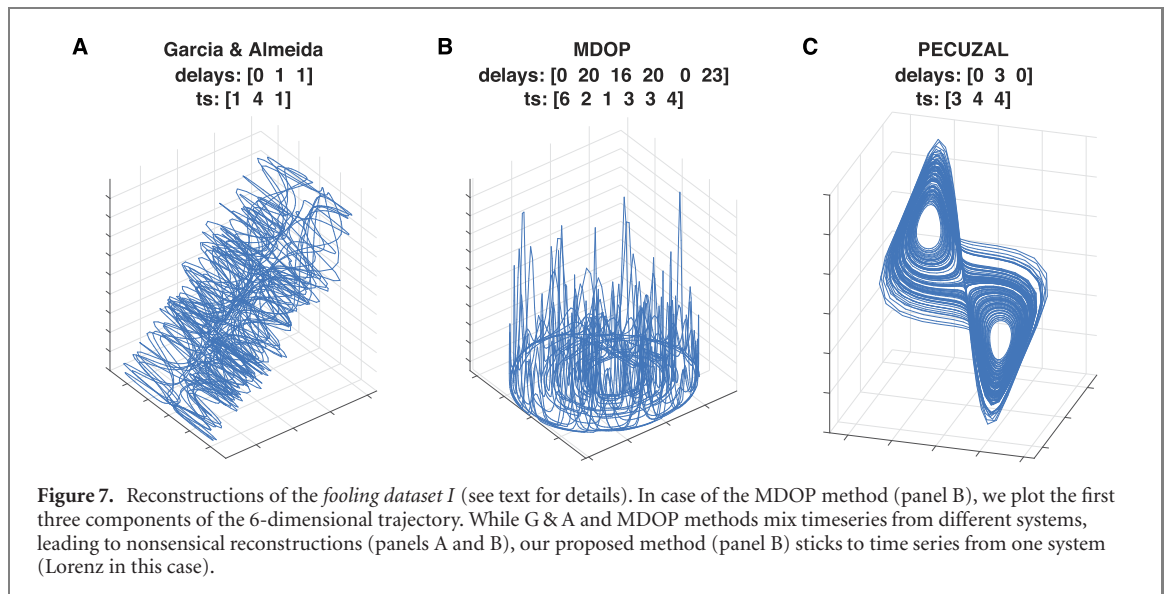 A
Garcia & Almeida
delays: [0 1 1]
ts: [1 4 1]
B
MDOP
delays: [0 20 16 20 0 23]
ts: [6 2 1 3 3 4]
C
PECUZAL
delays: [0 3 0]
ts: [3 4 4]
Figure 7. Reconstructions of the fooling dataset I (see text for details). In case of the MDOP method (panel B), we plot the first
three components of the 6-dimensional trajectory. While G & A and MDOP methods mix timeseries from different systems,
leading to nonsensical reconstructions (panels A and B), our proposed method (panel B) sticks to time series from one system
(Lorenz in this case).